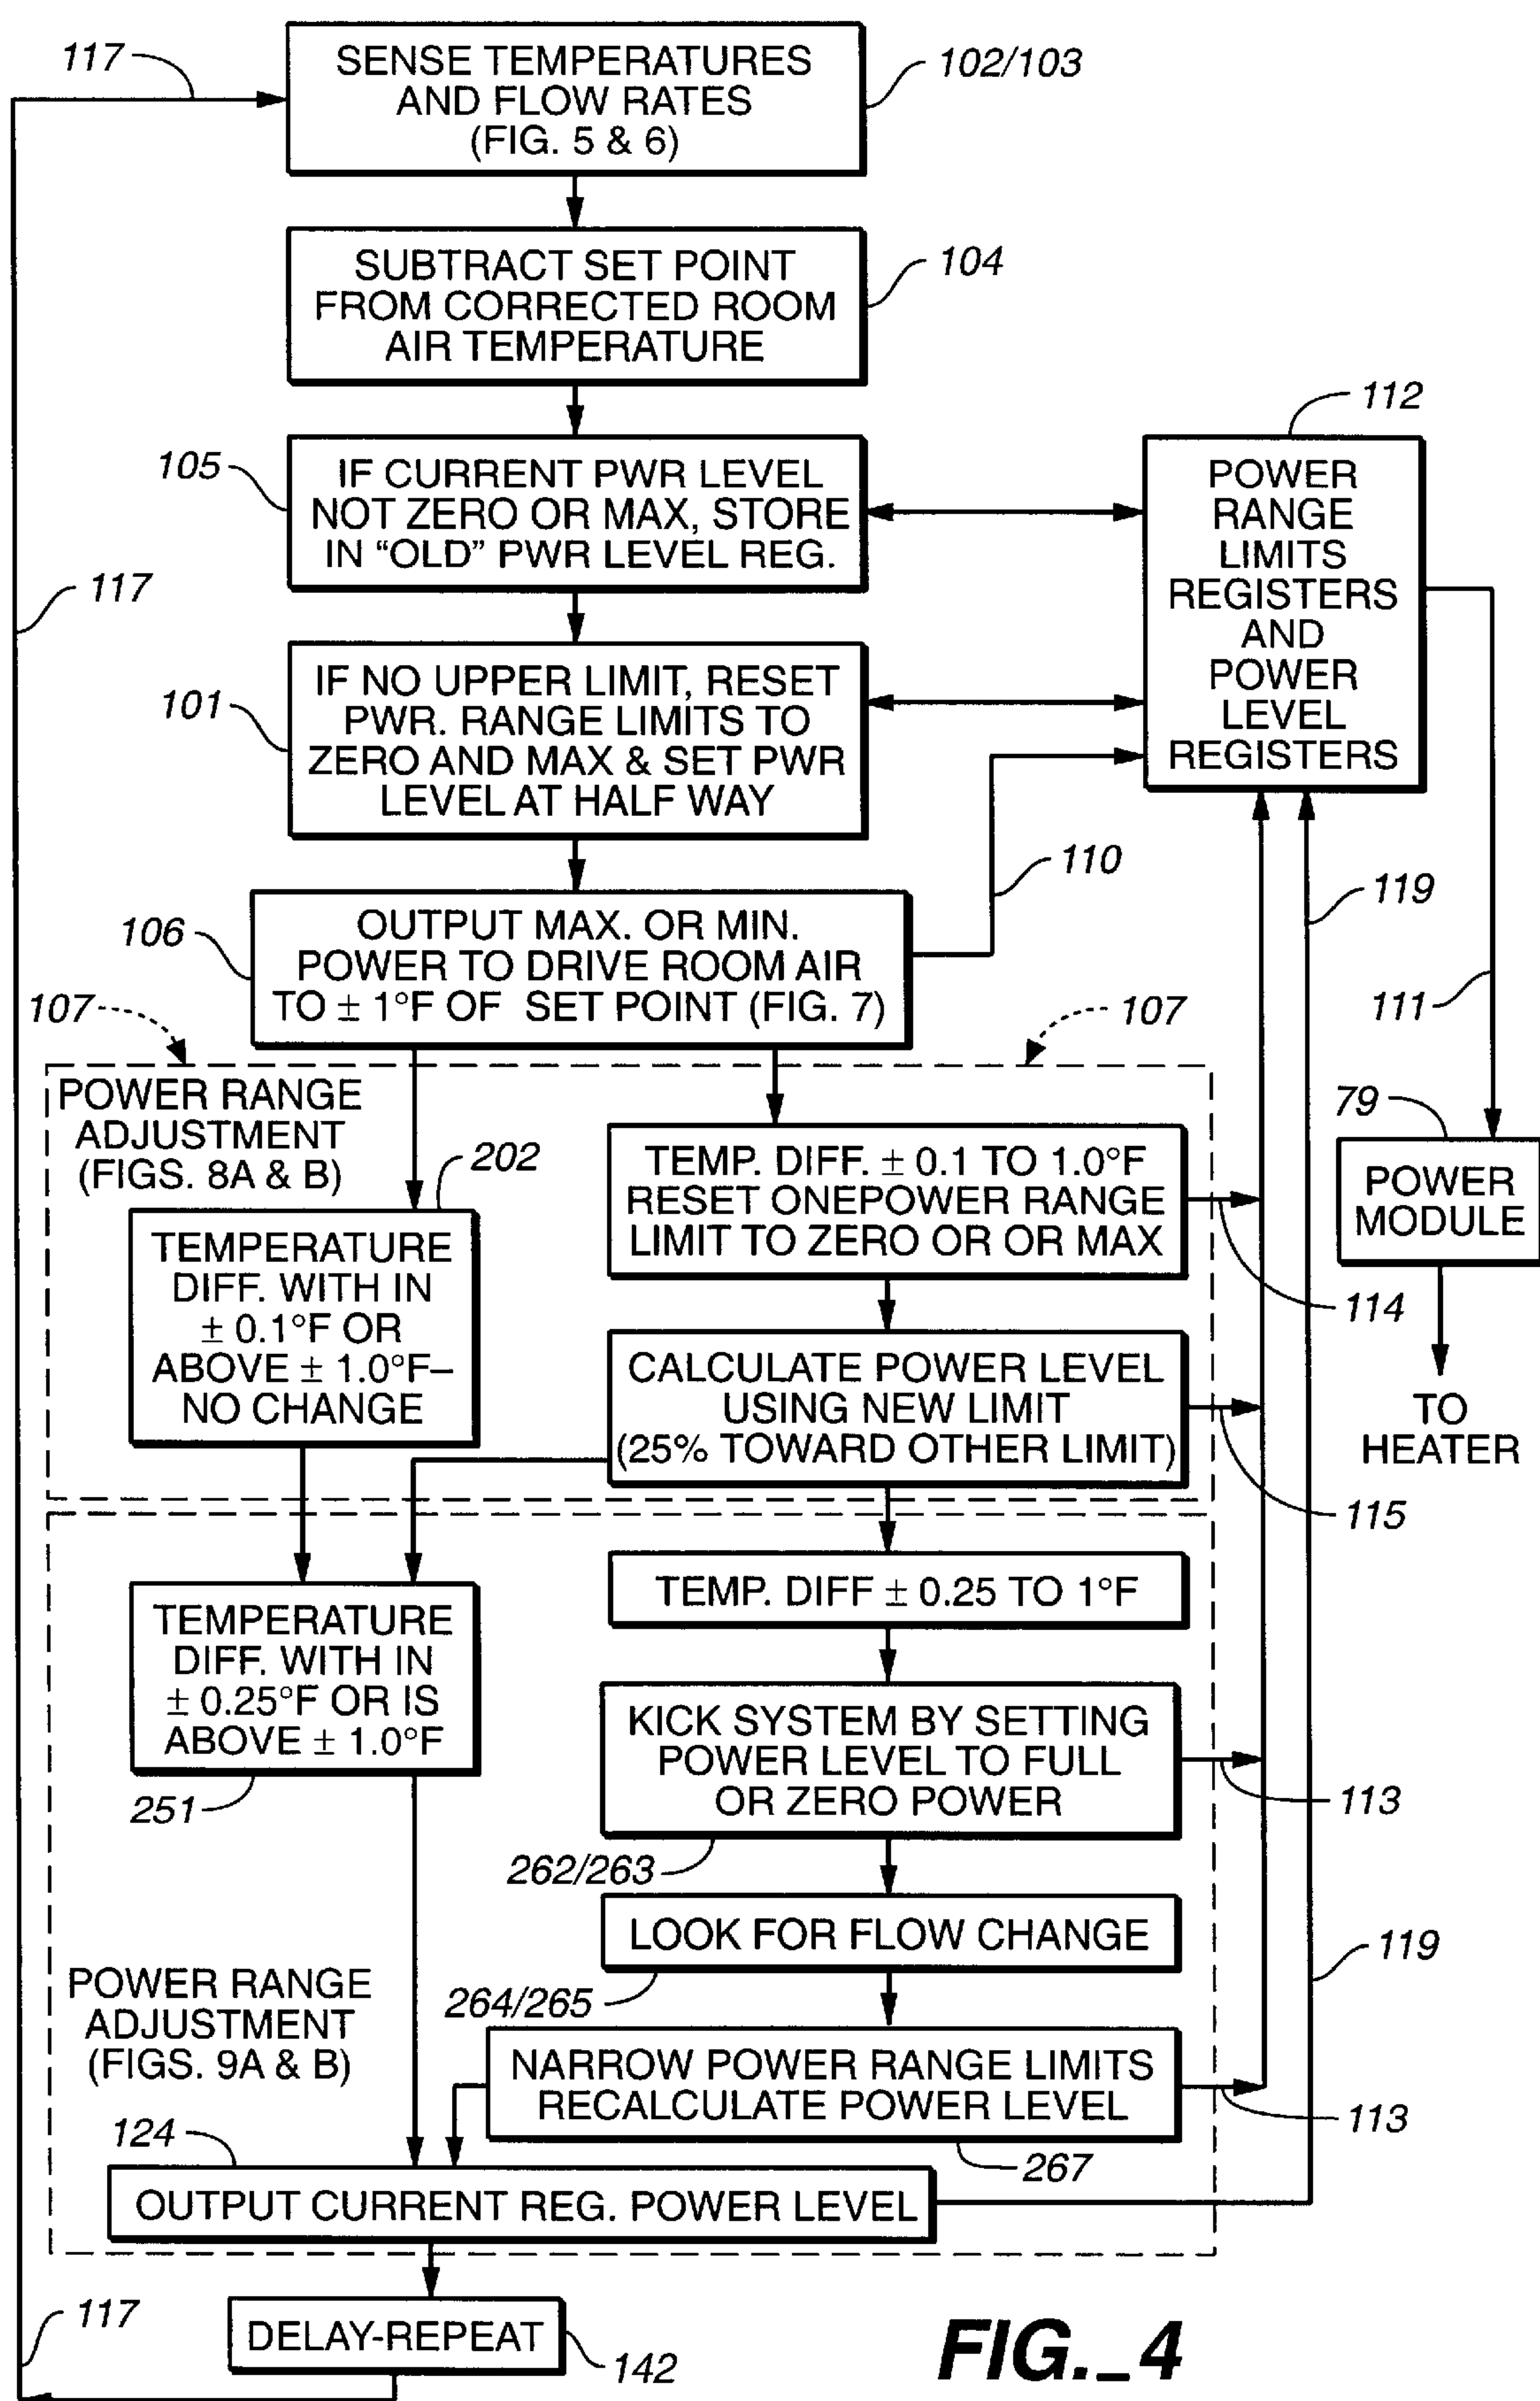 117
SENSE TEMPERATURES
AND FLOW RATES
(FIG. 5 & 6)
102/103
SUBTRACT SET POINT
FROM CORRECTED ROOM
AIR TEMPERATURE
104
105
IF CURRENT PWR LEVEL
NOT ZERO OR MAX, STORE
IN “OLD” PWR LEVEL REG.
112
POWER
RANGE
LIMITS
REGISTERS
AND
POWER
LEVEL
REGISTERS
117
101
IF NO UPPER LIMIT, RESET
PWR. RANGE LIMITS TO
ZERO AND MAX & SET PWR
LEVEL AT HALF WAY
110
119
106
OUTPUT MAX. OR MIN.
POWER TO DRIVE ROOM AIR
TO ± 1°F OF SET POINT (FIG. 7)
111
107
107
POWER RANGE
ADJUSTMENT
(FIGS. 8A & B)
202
TEMPERATURE
DIFF. WITH IN
± 0.1°F OR
ABOVE ± 1.0°F–
NO CHANGE
TEMP. DIFF. ± 0.1 TO 1.0°F
RESET ONEPOWER RANGE
LIMIT TO ZERO OR OR MAX
114
79
POWER
MODULE
TO
HEATER
CALCULATE POWER LEVEL
USING NEW LIMIT
(25% TOWARD OTHER LIMIT)
115
TEMPERATURE
DIFF. WITH IN
± 0.25°F OR IS
ABOVE ± 1.0°F
251
TEMP. DIFF ± 0.25 TO 1°F
KICK SYSTEM BY SETTING
POWER LEVEL TO FULL
OR ZERO POWER
113
262/263
LOOK FOR FLOW CHANGE
119
264/265
POWER RANGE
ADJUSTMENT
(FIGS. 9A & B)
NARROW POWER RANGE LIMITS
RECALCULATE POWER LEVEL
113
267
124
OUTPUT CURRENT REG. POWER LEVEL
117
DELAY-REPEAT
142
FIG._4